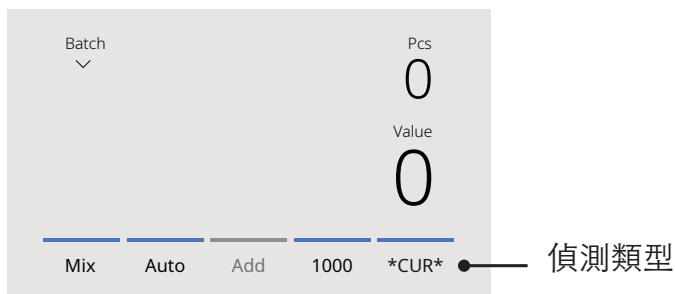 Batch
Pcs
0
Value
0
Mix Auto Add 1000 *CUR* 偵測類型